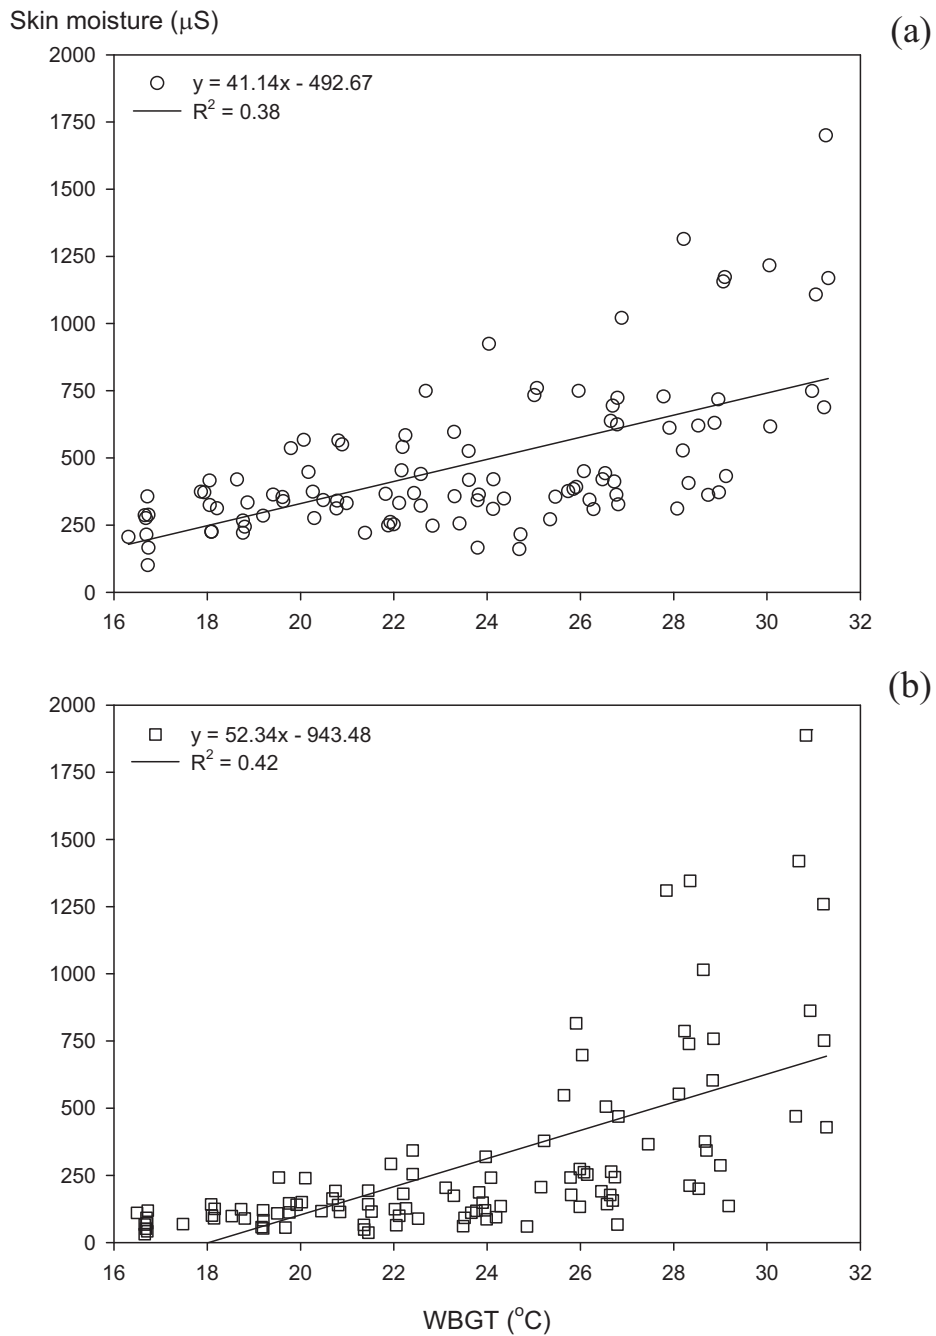 Skin moisture (μS)
(a)
2000
y = 41.14x - 492.67
R² = 0.38
1750
1500
1250
1000
750
500
250
0
16 18 20 22 24 26 28 30 32
(b)
2000
y = 52.34x - 943.48
R² = 0.42
1750
1500
1250
1000
750
500
250
0
16 18 20 22 24 26 28 30 32
WBGT (°C)